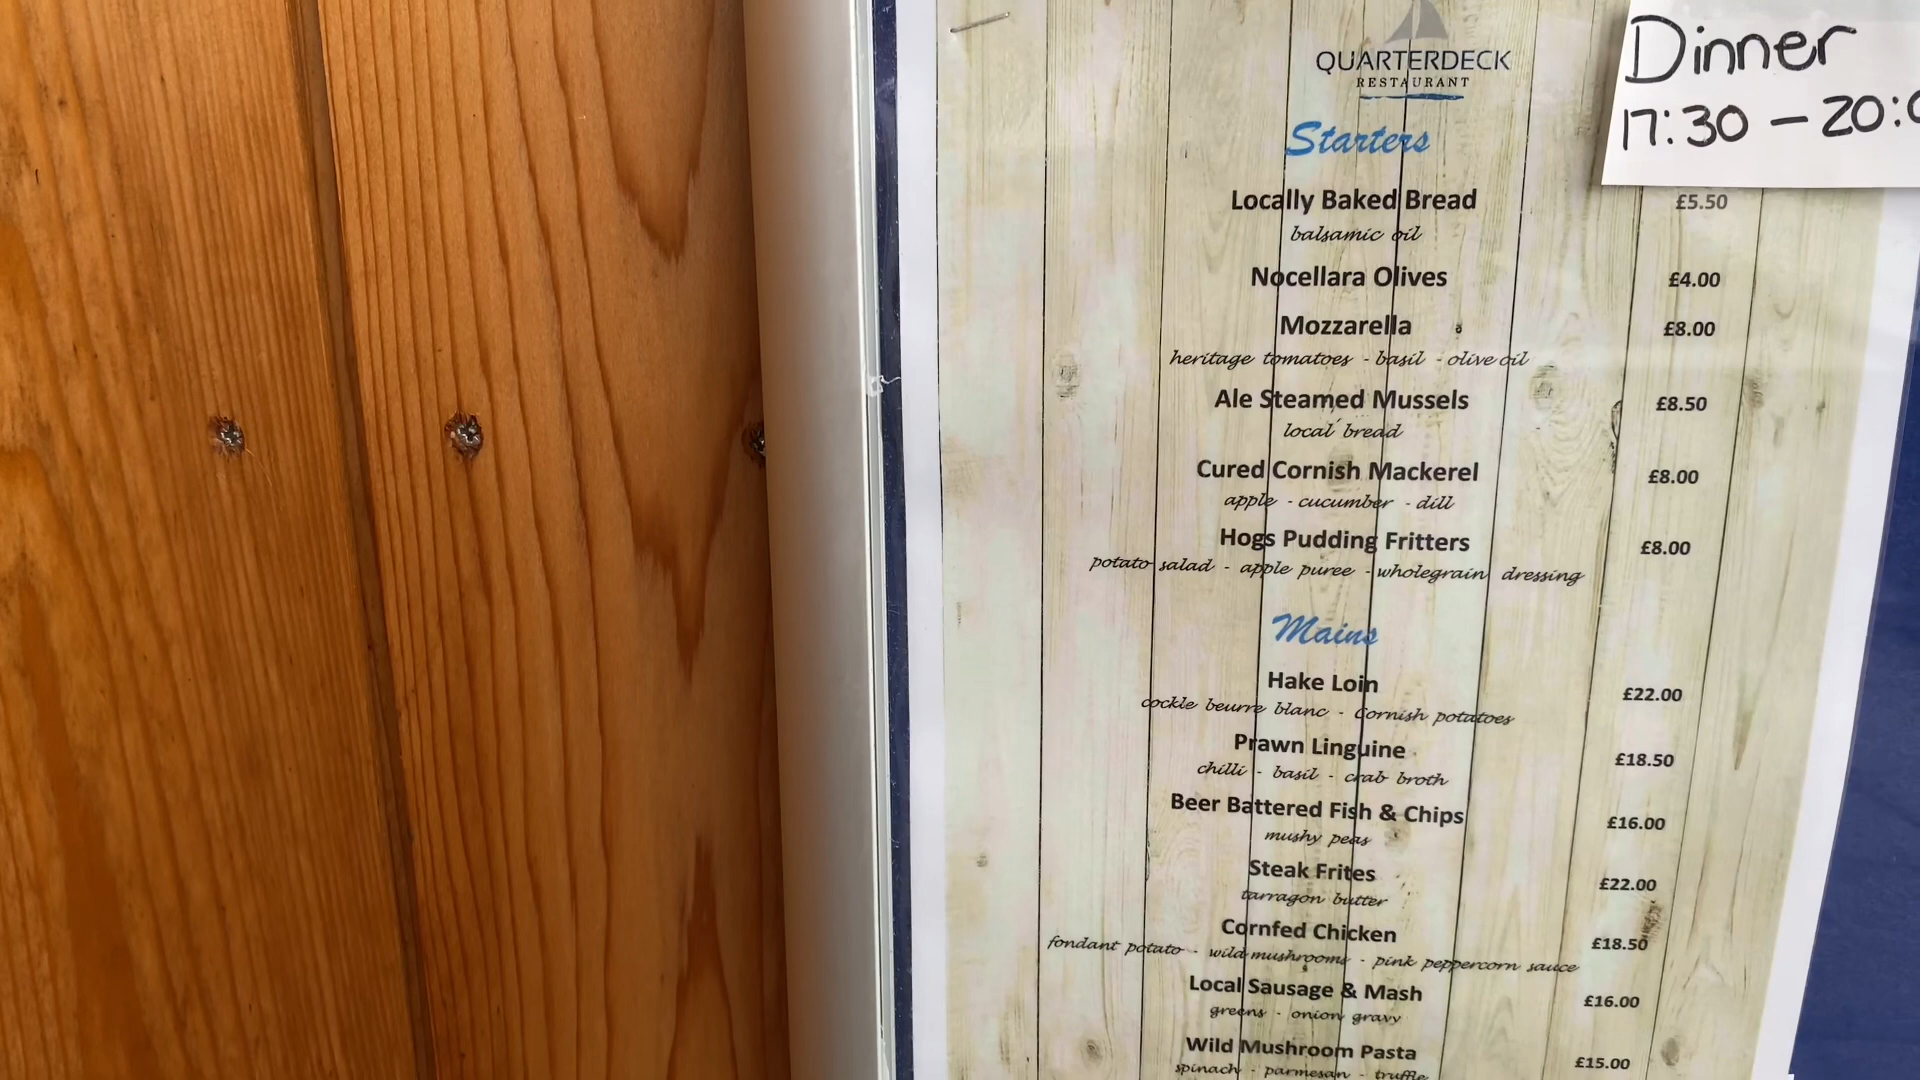 QUARTERDECK
RESTAURANT
Dinner
17:30 – 20:
Starters
Locally Baked Bread £5.50
balsamic oil
Nocellara Olives £4.00
Mozzarella £8.00
heritage tomatoes - basil - olive oil
Ale Steamed Mussels £8.50
local bread
Cured Cornish Mackerel £8.00
apple - cucumber - dill
Hogs Pudding Fritters £8.00
potato salad - apple puree - wholegrain dressing
Mains
Hake Loin £22.00
cockle beurre blanc - Cornish potatoes
Prawn Linguine £18.50
chilli - basil - crab broth
Beer Battered Fish & Chips £16.00
mushy peas
Steak Frites £22.00
tarragon butter
Cornfed Chicken £18.50
fondant potato - wild mushrooms - pink peppercorn sauce
Local Sausage & Mash £16.00
greens - onion gravy
Wild Mushroom Pasta £15.00
spinach - parmesan - truffle